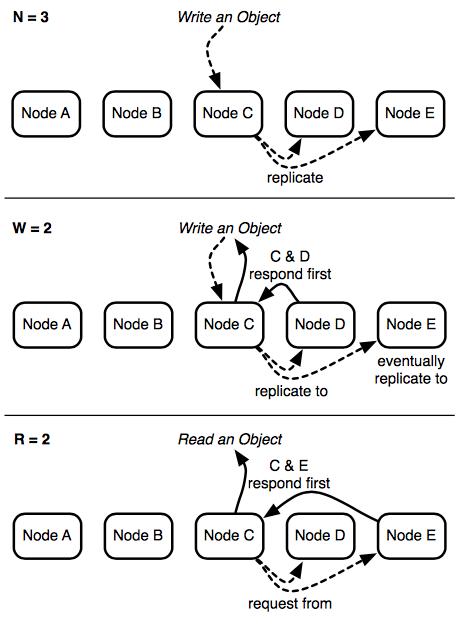 N = 3
Write an Object
Node A
Node B
Node C
Node D
Node E
replicate
W = 2
Write an Object
C & D
respond first
Node A
Node B
Node C
Node D
Node E
eventually
replicate to
replicate to
R = 2
Read an Object
C & E
respond first
Node A
Node B
Node C
Node D
Node E
request from